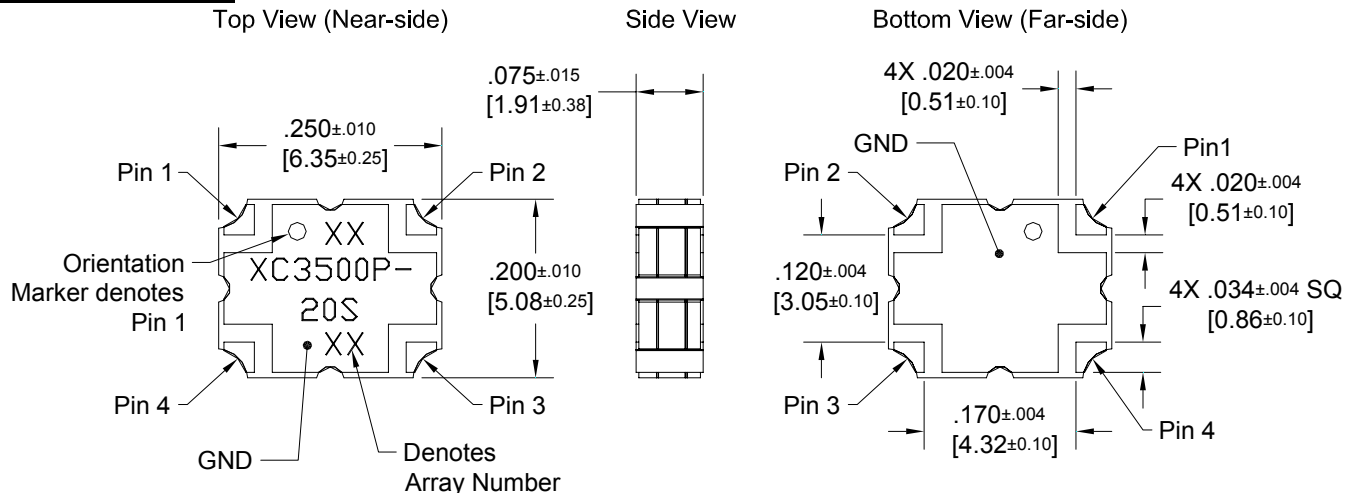 Top View (Near-side)
Side View
Bottom View (Far-side)
.075±.015
[1.91±0.38]
4X .020±.004
[0.51±0.10]
.250±.010
[6.35±0.25]
GND
Pin 1
Pin 2
Pin 2
Pin1
4X .020±.004
[0.51±0.10]
XX
XC3500P-
20S
XX
Orientation
Marker denotes
Pin 1
.200±.010
[5.08±0.25]
.120±.004
[3.05±0.10]
4X .034±.004 SQ
[0.86±0.10]
Pin 4
Pin 3
Pin 3
.170±.004
[4.32±0.10]
Pin 4
GND
Denotes
Array Number